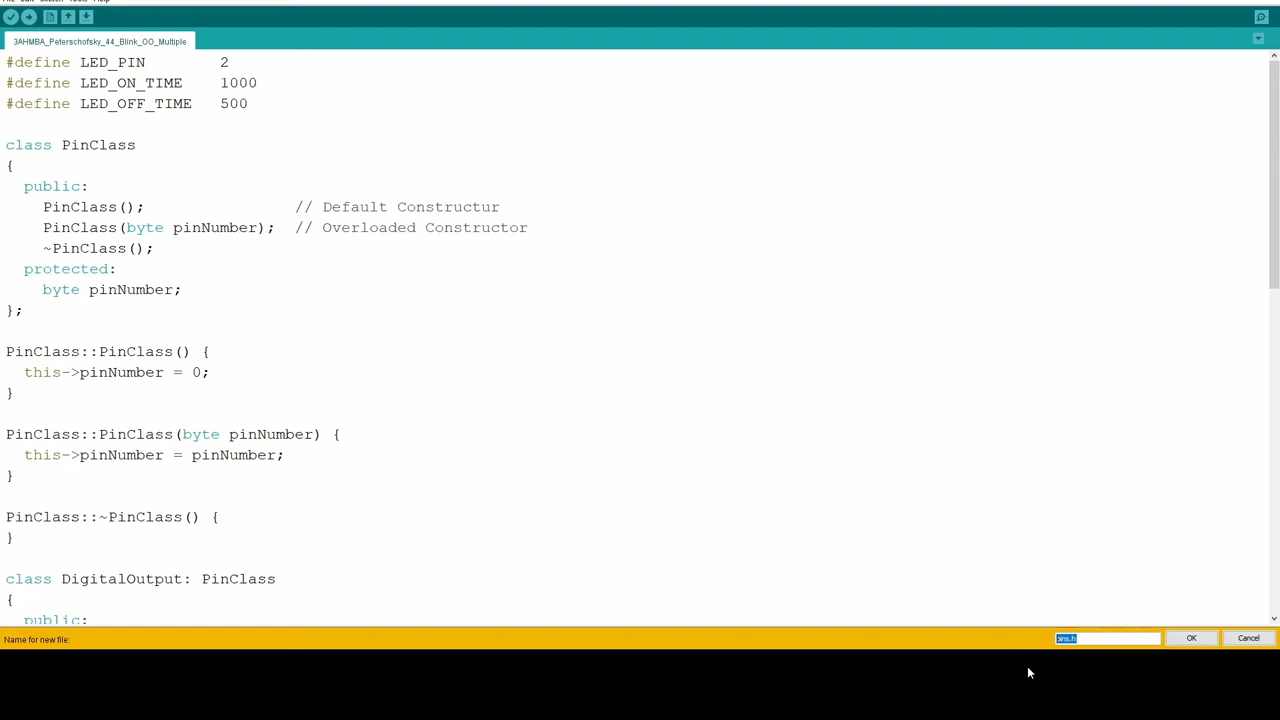 3AHMBA_Peterschofsky_44_Blink_OO_Multiple
#define LED_PIN 2
#define LED_ON_TIME 1000
#define LED_OFF_TIME 500
class PinClass
{
public:
PinClass(); // Default Constructur
PinClass(byte pinNumber); // Overloaded Constructor
~PinClass();
protected:
byte pinNumber;
};
PinClass::PinClass() {
this->pinNumber = 0;
}
PinClass::PinClass(byte pinNumber) {
this->pinNumber = pinNumber;
}
PinClass::~PinClass() {
}
class DigitalOutput: PinClass
{
public:
Name for new file: pins.h OK Cancel